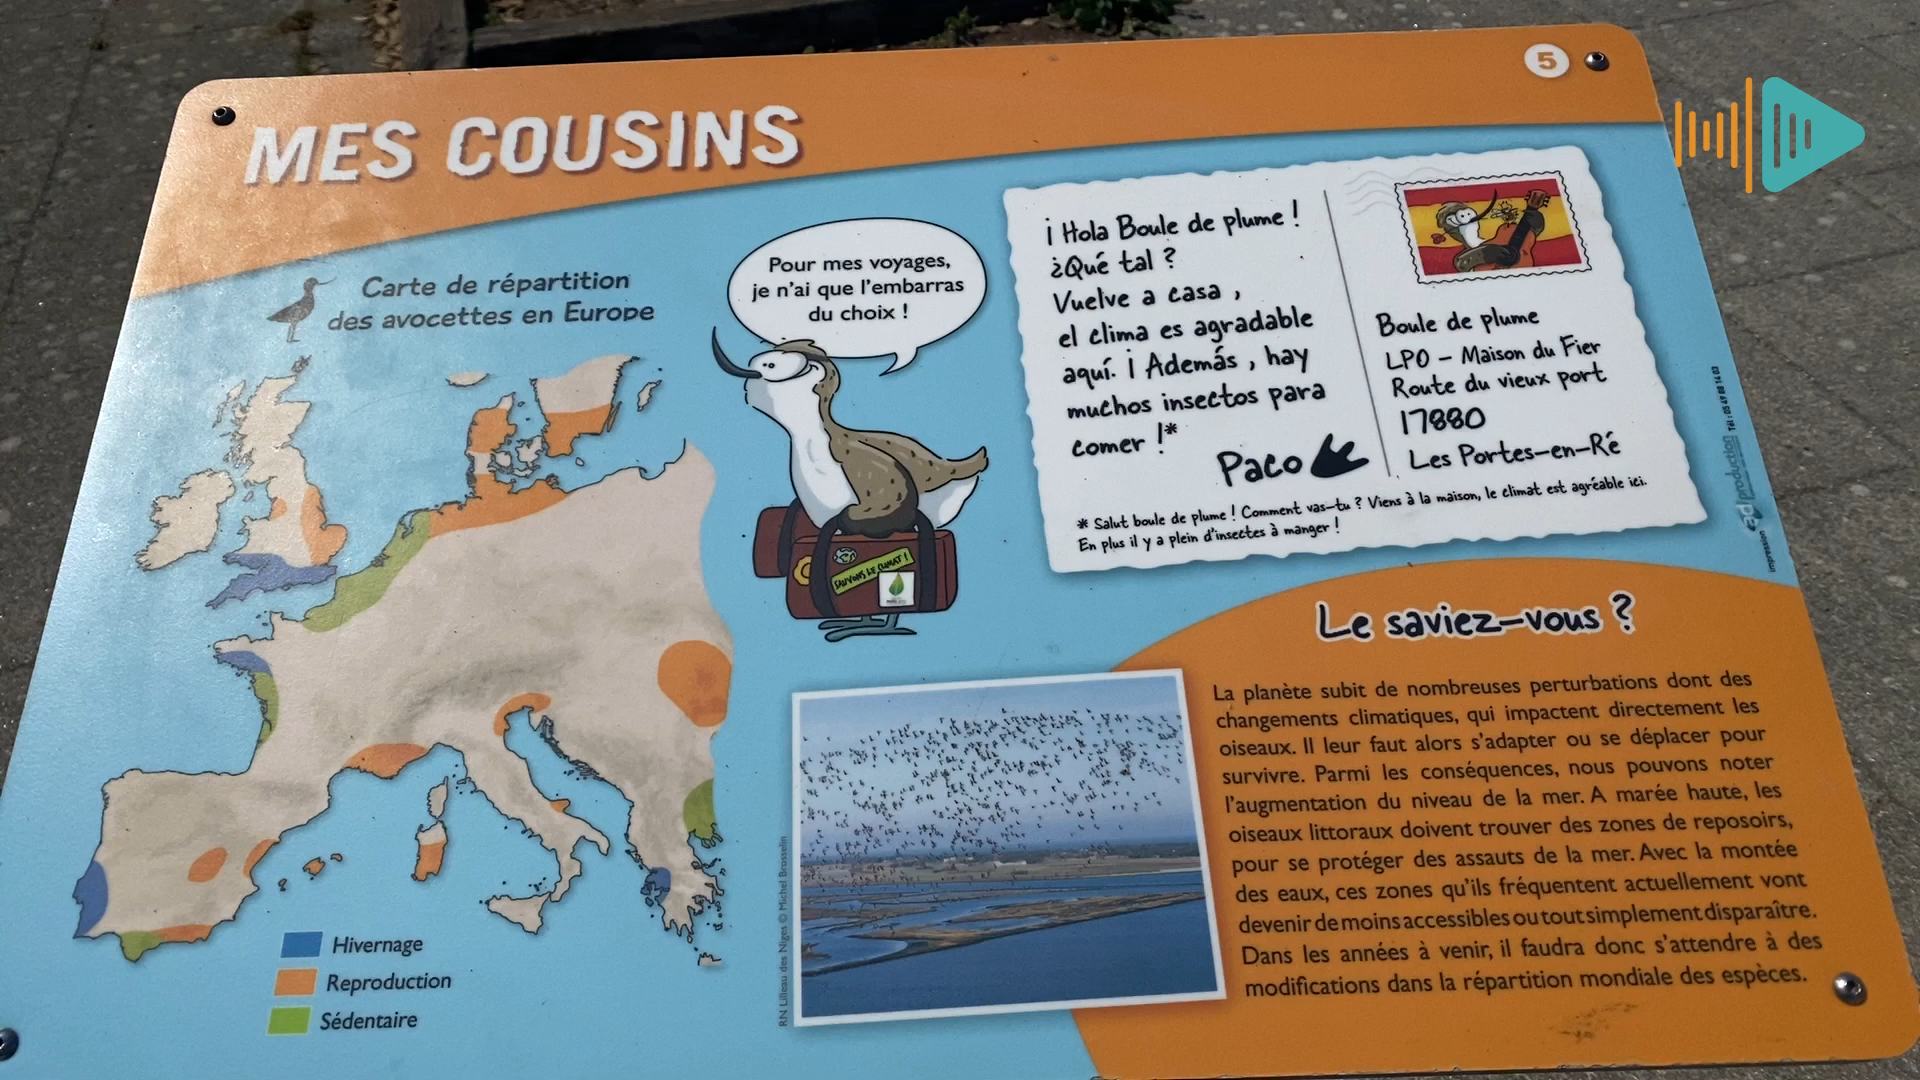 5
MES COUSINS
Carte de répartition
des avocettes en Europe
Pour mes voyages,
je n'ai que l'embarras
du choix !
SAUVONS LE CLIMAT !
¡ Hola Boule de plume !
¿Qué tal ?
Vuelve a casa ,
el clima es agradable
aquí. ¡ Además , hay
muchos insectos para
comer !*
Paco
Boule de plume
LPO - Maison du Fier
Route du vieux port
17880
Les Portes-en-Ré
* Salut boule de plume ! Comment vas-tu ? Viens à la maison, le climat est agréable ici.
En plus il y a plein d'insectes à manger !
Hivernage
Reproduction
Sédentaire
RN Lilleau des Niges © Michel Brosselin
Le saviez-vous ?
La planète subit de nombreuses perturbations dont des
changements climatiques, qui impactent directement les
oiseaux. Il leur faut alors s'adapter ou se déplacer pour
survivre. Parmi les conséquences, nous pouvons noter
l'augmentation du niveau de la mer. A marée haute, les
oiseaux littoraux doivent trouver des zones de reposoirs,
pour se protéger des assauts de la mer. Avec la montée
des eaux, ces zones qu'ils fréquentent actuellement vont
devenir de moins accessibles ou tout simplement disparaître.
Dans les années à venir, il faudra donc s'attendre à des
modifications dans la répartition mondiale des espèces.
impression production